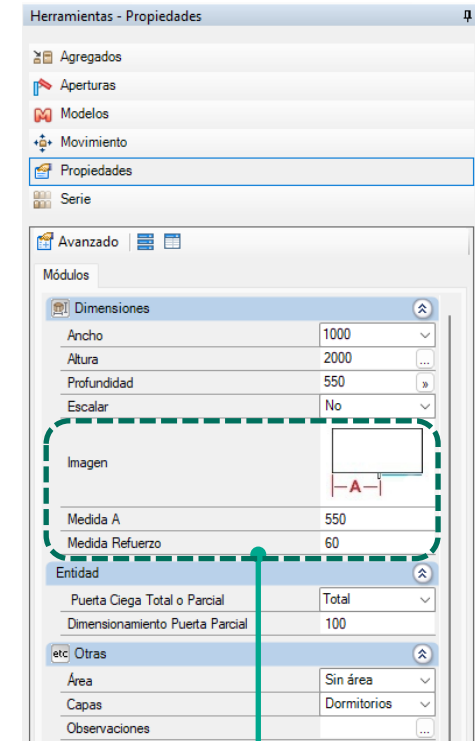 Herramientas - Propiedades
Agregados
Aperturas
Modelos
Movimiento
Propiedades
Serie
Avanzado
Módulos
Dimensiones
Ancho 1000
Altura 2000 ...
Profundidad 550 »
Escalar No
Imagen
A
Medida A 550
Medida Refuerzo 60
Entidad
Puerta Ciega Total o Parcial Total
Dimensionamiento Puerta Parcial 100
etc Otras
Área Sin área
Capas Dormitorios
Observaciones ...